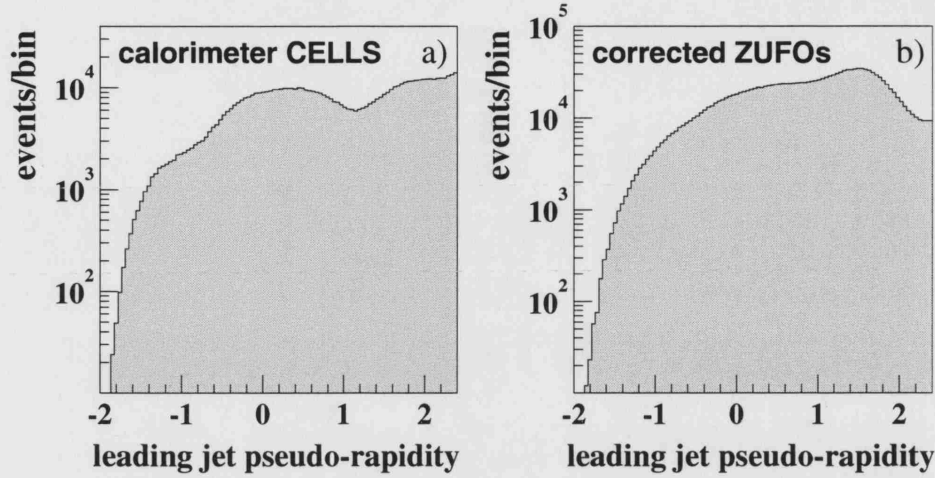 events/bin
calorimeter CELLS
a)
10^4
10^3
10^2
-2 -1 0 1 2
leading jet pseudo-rapidity
events/bin
corrected ZUFOs
b)
10^5
10^4
10^3
10^2
-2 -1 0 1 2
leading jet pseudo-rapidity